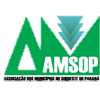 AMSOP
ASSOCIAÇÃO DOS MUNICÍPIOS DO SUDOESTE DO PARANÁ